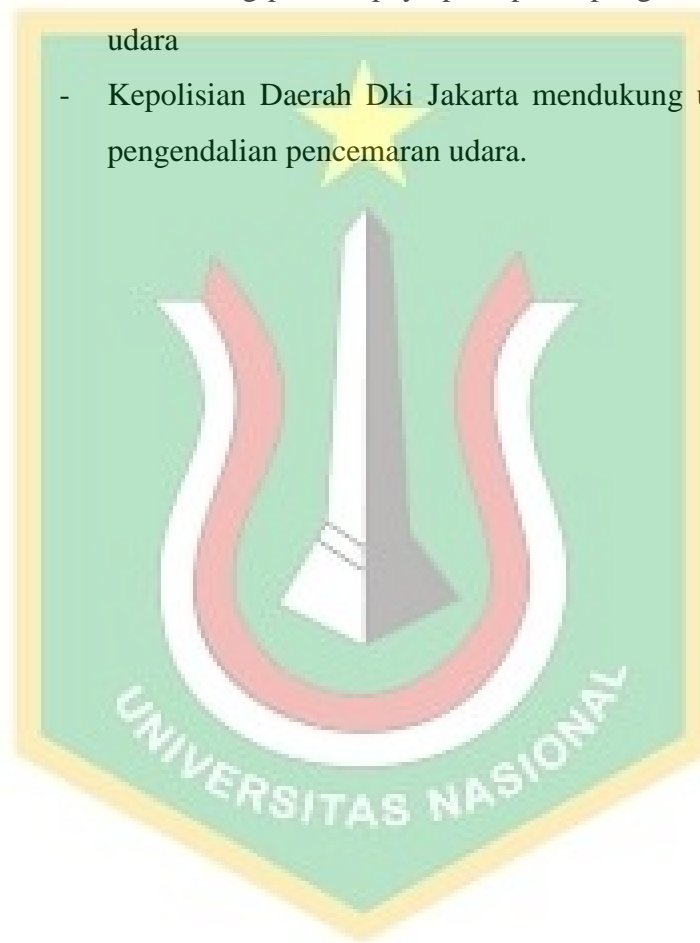 udara
- Kepolisian Daerah Dki Jakarta mendukung
pengendalian pencemaran udara.
UNIVERSITAS NASIONAL